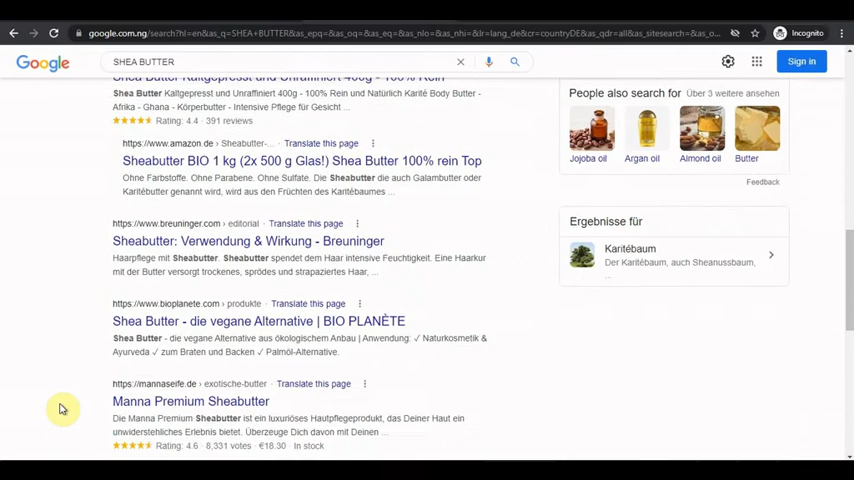 google.com.ng/search?hl=en&as_q=SHEA+BUTTER&as_epq=&as_oq=&as_eq=&as_nlo=&as_nhi=&lr=lang_de&cr=countryDE&as_qdr=all&as_sitesearch=&as_o...
Incognito
Google
SHEA BUTTER
Sign in
Shea Butter Kaltgepresst und Unraffiniert 400g - 100% Rein
Shea Butter Kaltgepresst und Unraffiniert 400g - 100% Rein und Natürlich Karité Body Butter -
Afrika - Ghana - Körperbutter - Intensive Pflege für Gesicht ...
Rating: 4.4 · 391 reviews
https://www.amazon.de › Sheabutter-... Translate this page
Sheabutter BIO 1 kg (2x 500 g Glas!) Shea Butter 100% rein Top
Ohne Farbstoffe. Ohne Parabene. Ohne Sulfate. Die Sheabutter die auch Galambutter oder
Karitébutter genannt wird, wird aus den Früchten des Karitébaumes ...
https://www.breuninger.com › editorial · Translate this page
Sheabutter: Verwendung & Wirkung - Breuninger
Haarpflege mit Sheabutter. Sheabutter spendet dem Haar intensive Feuchtigkeit. Eine Haarkur
mit der Butter versorgt trockenes, sprödes und strapaziertes Haar, ...
https://www.bioplanete.com › produkte · Translate this page
Shea Butter - die vegane Alternative | BIO PLANÈTE
Shea Butter - die vegane Alternative aus ökologischem Anbau | Anwendung: ✓ Naturkosmetik &
Ayurveda ✓ zum Braten und Backen ✓ Palmöl-Alternative.
https://mannaseife.de › exotische-butter · Translate this page
Manna Premium Sheabutter
Die Manna Premium Sheabutter ist ein luxuriöses Hautpflegeprodukt, das Deiner Haut ein
unwiderstehliches Erlebnis bietet. Überzeuge Dich davon mit Deinen ...
Rating: 4.6 · 8,331 votes · €18.30 · In stock
People also search for Über 3 weitere ansehen
Jojoba oil Argan oil Almond oil Butter
Feedback
Ergebnisse für
Karitébaum
Der Karitébaum, auch Sheanussbaum,
...